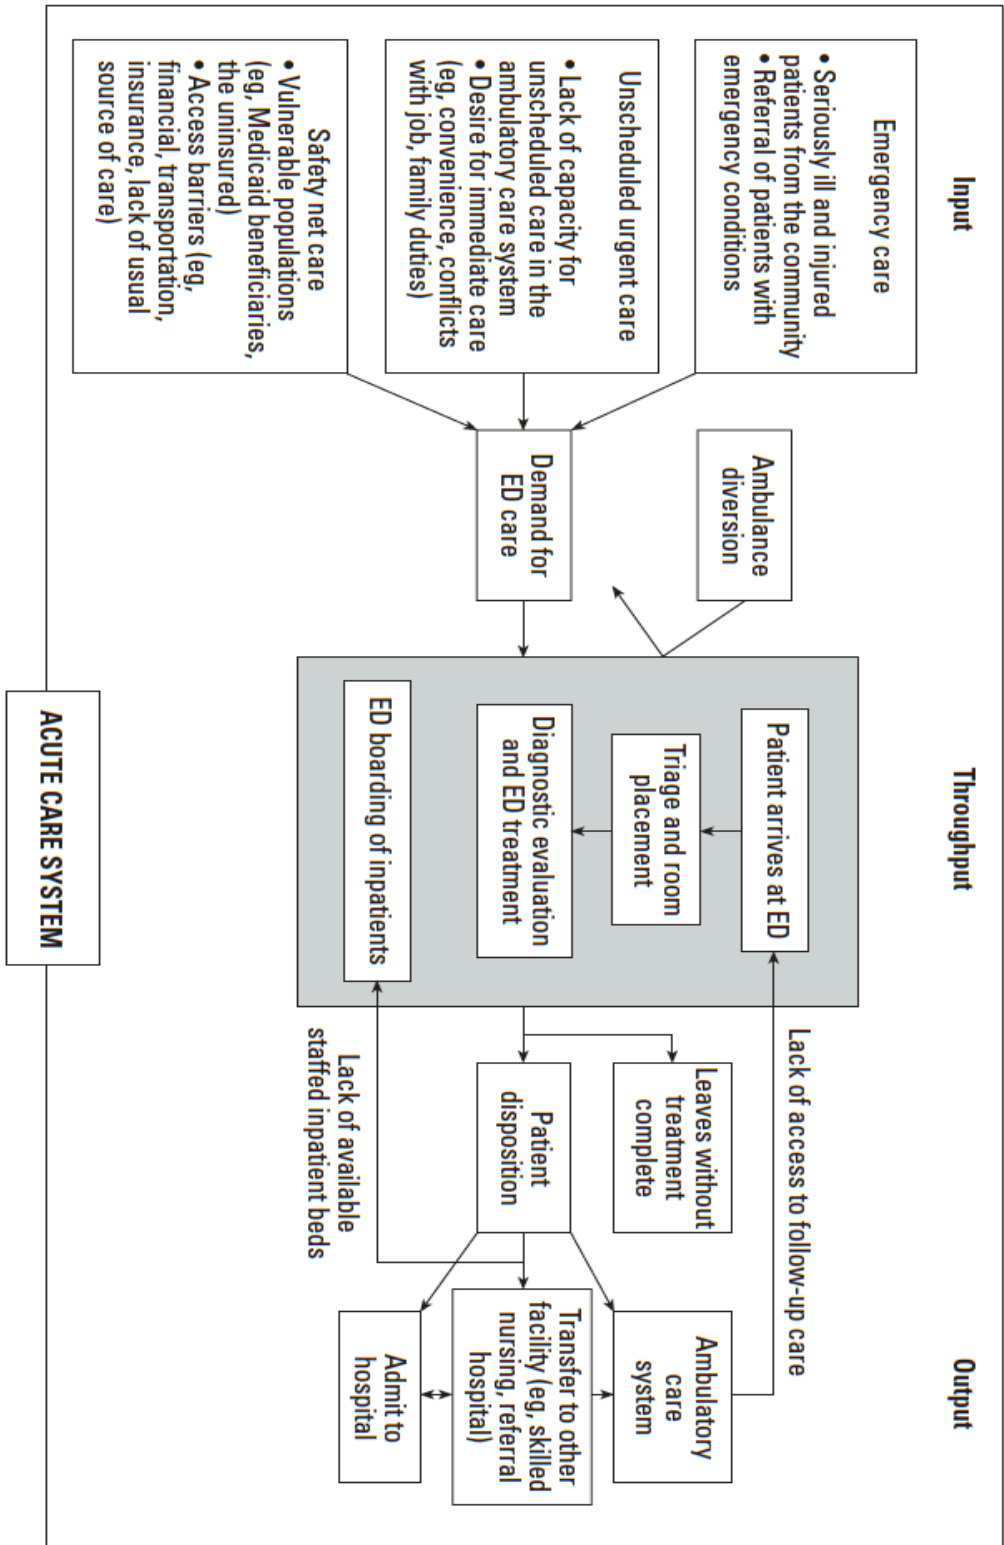 Input
Throughput
Output
Emergency care
• Seriously ill and injured
patients from the community
• Referral of patients with
emergency conditions
Unscheduled urgent care
• Lack of capacity for
unscheduled care in the
ambulatory care system
• Desire for immediate care
(eg, convenience, conflicts
with job, family duties)
Safety net care
• Vulnerable populations
(eg, Medicaid beneficiaries,
the uninsured)
• Access barriers (eg,
financial, transportation,
insurance, lack of usual
source of care)
Ambulance
diversion
Demand for
ED care
Patient arrives at ED
Triage and room
placement
Diagnostic evaluation
and ED treatment
ED boarding of inpatients
Lack of access to follow-up care
Leaves without
treatment
complete
Patient
disposition
Lack of available
staffed inpatient beds
Ambulatory
care
system
Transfer to other
facility (eg, skilled
nursing, referral
hospital)
Admit to
hospital
ACUTE CARE SYSTEM